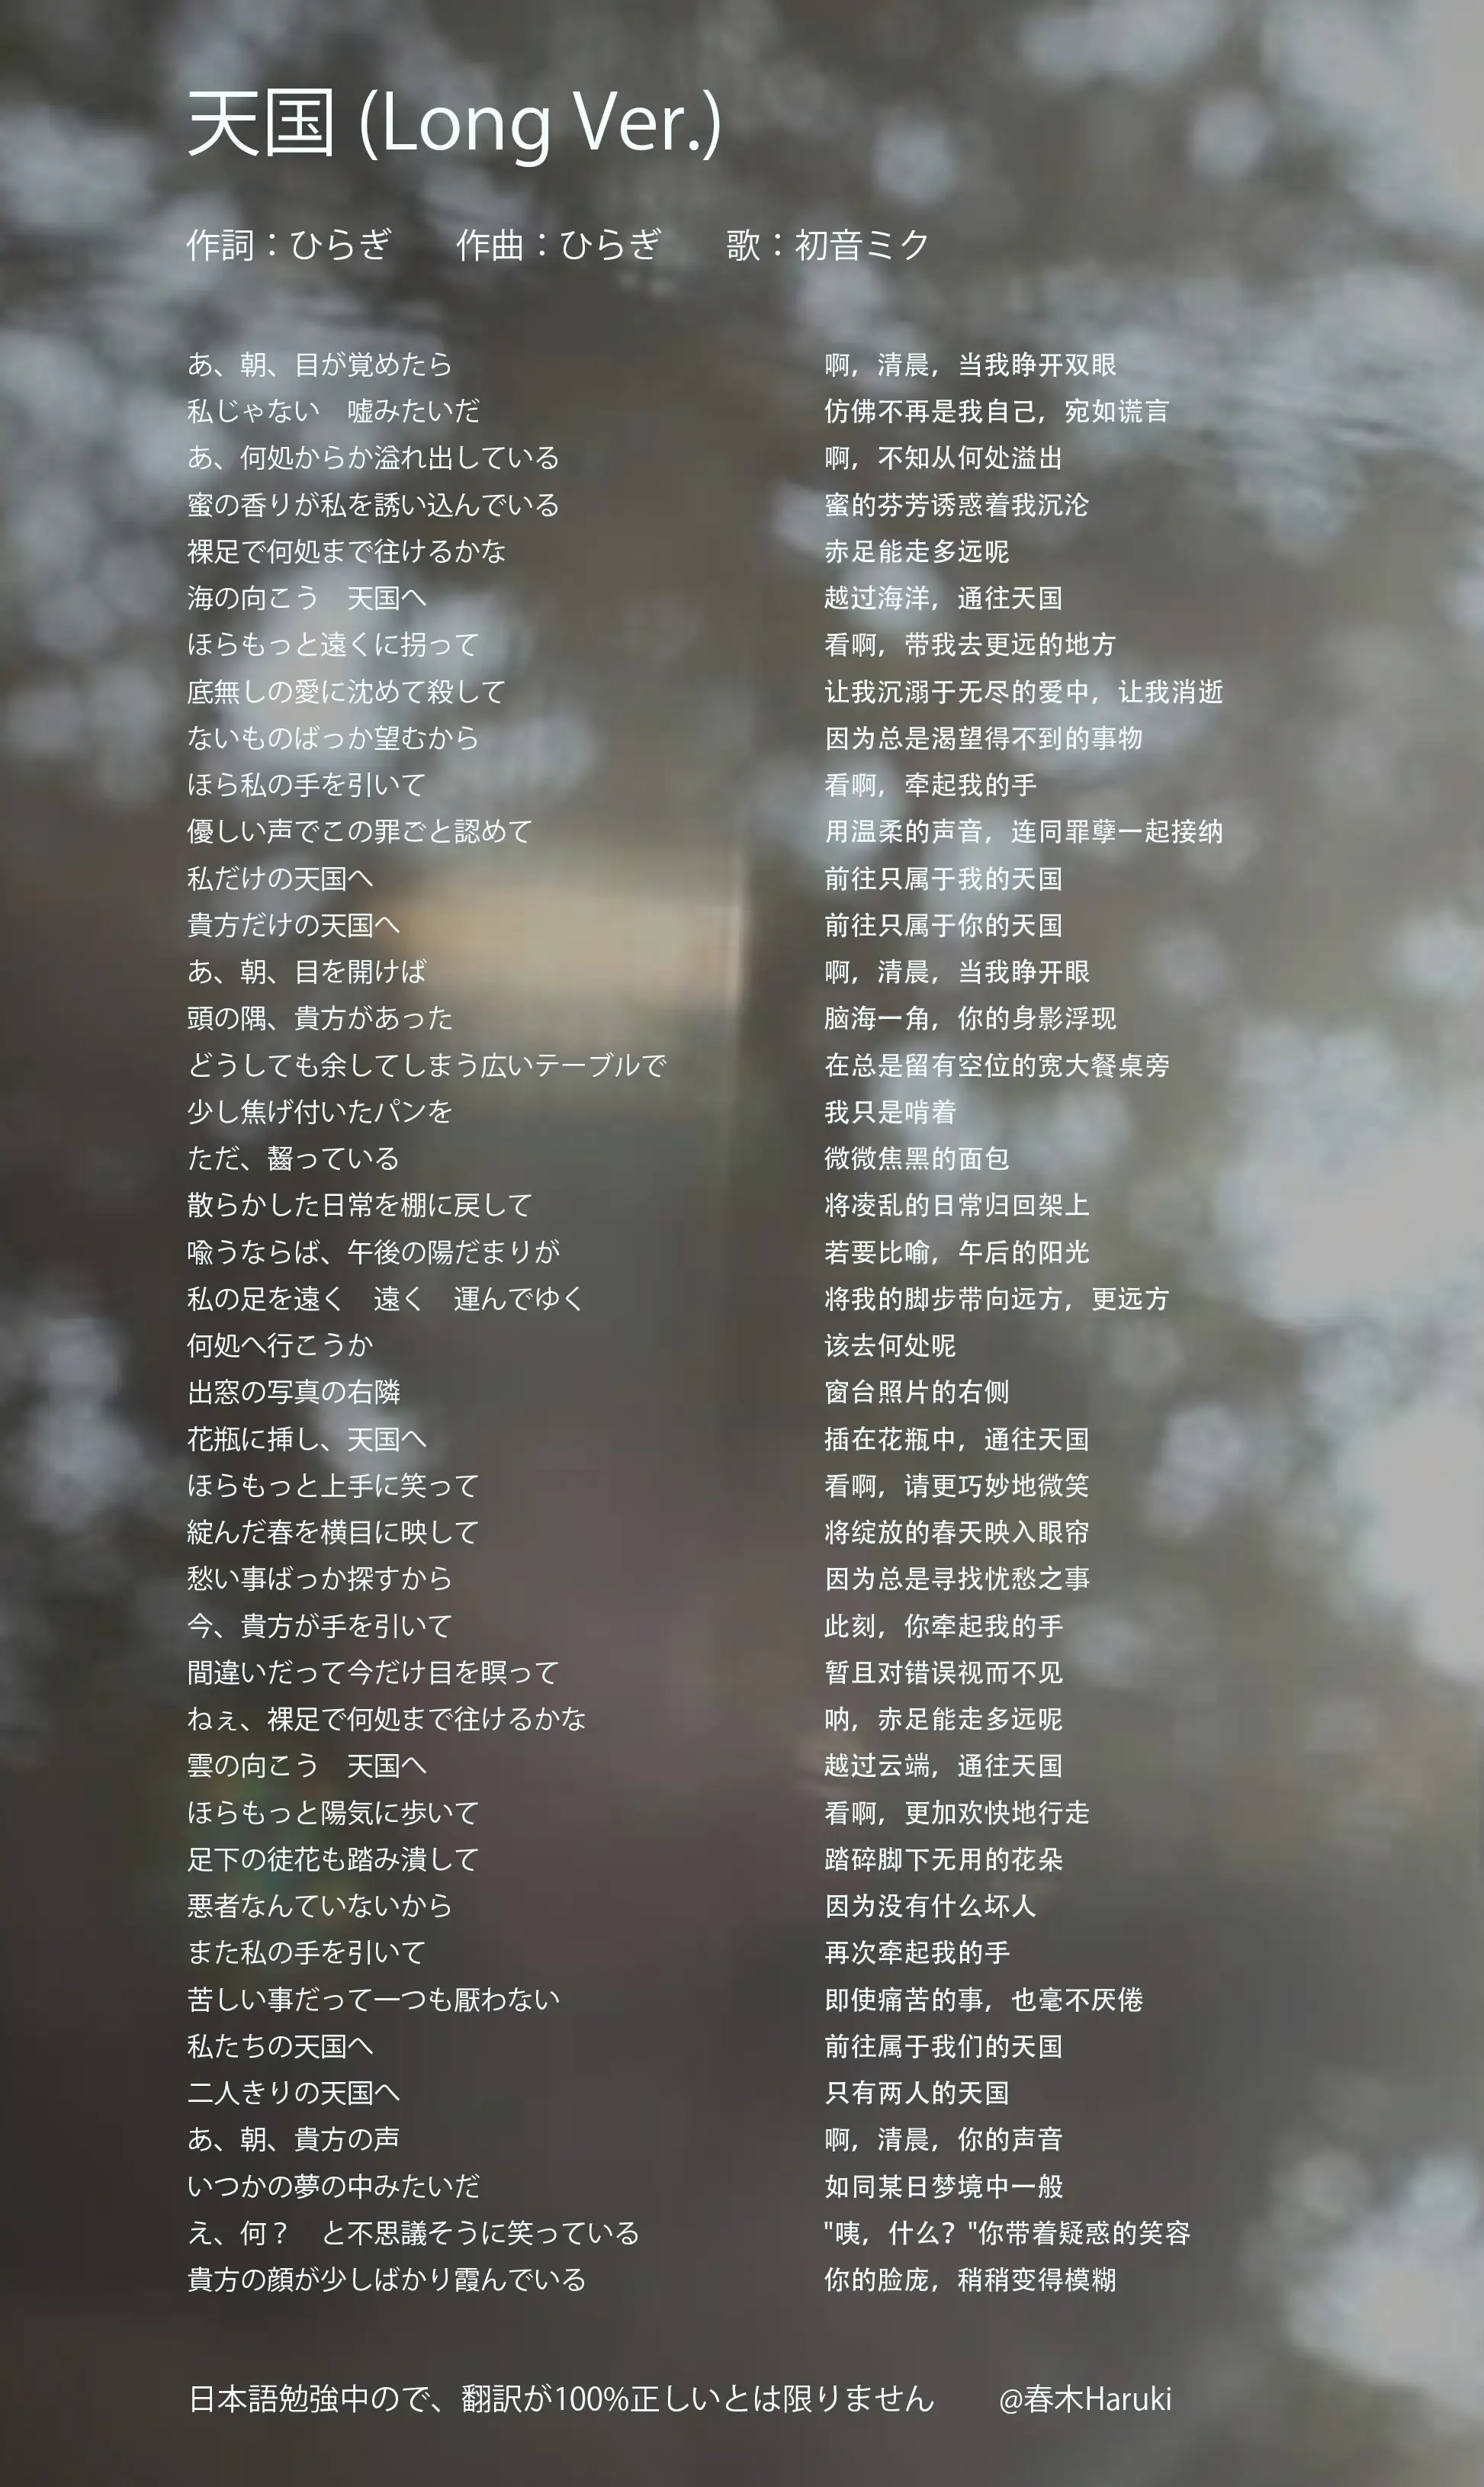 天国 (Long Ver.)
作詞：ひらぎ　　作曲：ひらぎ　　歌：初音ミク
あ、朝、目が覚めたら
私じゃない　嘘みたいだ
あ、何処からか溢れ出している
蜜の香りが私を誘い込んでいる
裸足で何処まで往けるかな
海の向こう　天国へ
ほらもっと遠くに拐って
底無しの愛に沈めて殺して
ないものばっか望むから
ほら私の手を引いて
優しい声でこの罪ごと認めて
私だけの天国へ
貴方だけの天国へ
あ、朝、目を開けば
頭の隅、貴方があった
どうしても余してしまう広いテーブルで
少し焦げ付いたパンを
ただ、齧っている
散らかした日常を棚に戻して
喩うならば、午後の陽だまりが
私の足を遠く　遠く　運んでゆく
何処へ行こうか
出窓の写真の右隣
花瓶に挿し、天国へ
ほらもっと上手に笑って
綻んだ春を横目に映して
愁い事ばっか探すから
今、貴方が手を引いて
間違いだって今だけ目を瞑って
ねぇ、裸足で何処まで往けるかな
雲の向こう　天国へ
ほらもっと陽気に歩いて
足下の徒花も踏み潰して
悪者なんていないから
また私の手を引いて
苦しい事だって一つも厭わない
私たちの天国へ
二人きりの天国へ
あ、朝、貴方の声
いつかの夢の中みたいだ
え、何？　と不思議そうに笑っている
貴方の顔が少しばかり霞んでいる
啊，清晨，当我睁开双眼
仿佛不再是我自己，宛如谎言
啊，不知从何处溢出
蜜的芬芳诱惑着我沉沦
赤足能走多远呢
越过海洋，通往天国
看啊，带我去更远的地方
让我沉溺于无尽的爱中，让我消逝
因为总是渴望得不到的事物
看啊，牵起我的手
用温柔的声音，连同罪孽一起接纳
前往只属于我的天国
前往只属于你的天国
啊，清晨，当我睁开眼
脑海一角，你的身影浮现
在总是留有空位的宽大餐桌旁
我只是啃着
微微焦黑的面包
将凌乱的日常归回架上
若要比喻，午后的阳光
将我的脚步带向远方，更远方
该去何处呢
窗台照片的右侧
插在花瓶中，通往天国
看啊，请更巧妙地微笑
将绽放的春天映入眼帘
因为总是寻找忧愁之事
此刻，你牵起我的手
暂且对错误视而不见
呐，赤足能走多远呢
越过云端，通往天国
看啊，更加欢快地行走
踏碎脚下无用的花朵
因为没有什么坏人
再次牵起我的手
即使痛苦的事，也毫不厌倦
前往属于我们的天国
只有两人的天国
啊，清晨，你的声音
如同某日梦境中一般
"咦，什么？"你带着疑惑的笑容
你的脸庞，稍稍变得模糊
日本語勉強中ので、翻訳が100%正しいとは限りません　　@春木Haruki